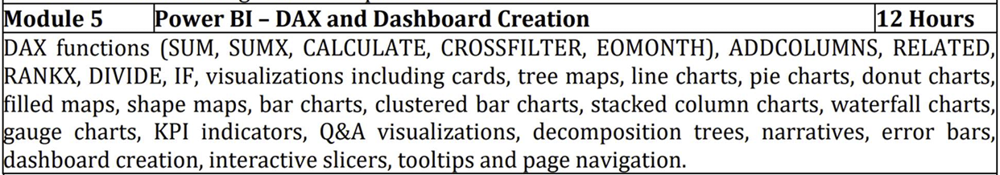 Module 5 Power BI – DAX and Dashboard Creation 12 Hours
DAX functions (SUM, SUMX, CALCULATE, CROSSFILTER, EOMONTH), ADDCOLUMNS, RELATED,
RANKX, DIVIDE, IF, visualizations including cards, tree maps, line charts, pie charts, donut charts,
filled maps, shape maps, bar charts, clustered bar charts, stacked column charts, waterfall charts,
gauge charts, KPI indicators, Q&A visualizations, decomposition trees, narratives, error bars,
dashboard creation, interactive slicers, tooltips and page navigation.